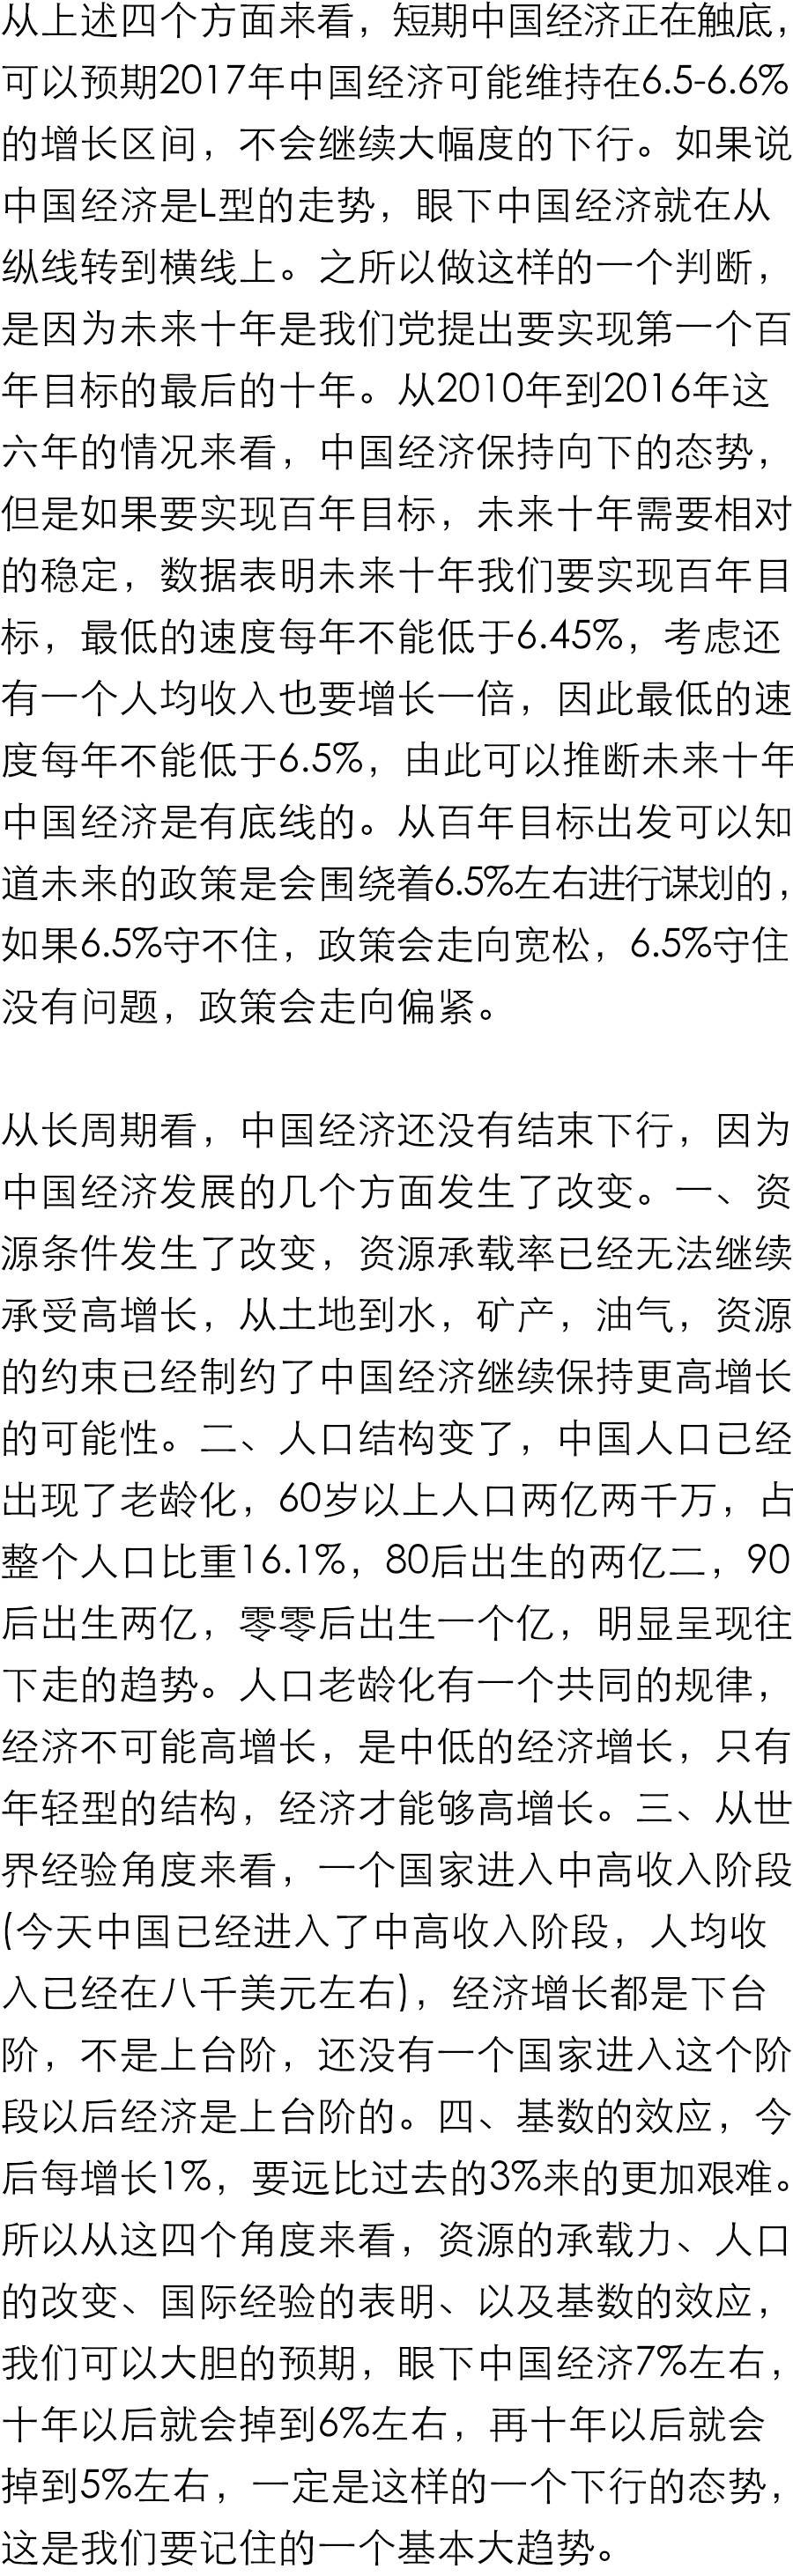 从上述四个方面来看，短期中国经济正在触底，
可以预期2017年中国经济可能维持在6.5-6.6%
的增长区间，不会继续大幅度的下行。如果说
中国经济是L型的走势，眼下中国经济就在从
纵线转到横线上。之所以做这样的一个判断，
是因为未来十年是我们党提出要实现第一个百
年目标的最后的十年。从2010年到2016年这
六年的情况来看，中国经济保持向下的态势，
但是如果要实现百年目标，未来十年需要相对
的稳定，数据表明未来十年我们要实现百年目
标，最低的速度每年不能低于6.45%，考虑还
有一个人均收入也要增长一倍，因此最低的速
度每年不能低于6.5%，由此可以推断未来十年
中国经济是有底线的。从百年目标出发可以知
道未来的政策是会围绕着6.5%左右进行谋划的，
如果6.5%守不住，政策会走向宽松，6.5%守住
没有问题，政策会走向偏紧。
从长周期看，中国经济还没有结束下行，因为
中国经济发展的几个方面发生了改变。一、资
源条件发生了改变，资源承载率已经无法继续
承受高增长，从土地到水，矿产，油气，资源
的约束已经制约了中国经济继续保持更高增长
的可能性。二、人口结构变了，中国人口已经
出现了老龄化，60岁以上人口两亿两千万，占
整个人口比重16.1%，80后出生的两亿二，90
后出生两亿，零零后出生一个亿，明显呈现往
下走的趋势。人口老龄化有一个共同的规律，
经济不可能高增长，是中低的经济增长，只有
年轻型的结构，经济才能够高增长。三、从世
界经验角度来看，一个国家进入中高收入阶段
(今天中国已经进入了中高收入阶段，人均收
入已经在八千美元左右)，经济增长都是下台
阶，不是上台阶，还没有一个国家进入这个阶
段以后经济是上台阶的。四、基数的效应，今
后每增长1%，要远比过去的3%来的更加艰难。
所以从这四个角度来看，资源的承载力、人口
的改变、国际经验的表明、以及基数的效应，
我们可以大胆的预期，眼下中国经济7%左右，
十年以后就会掉到6%左右，再十年以后就会
掉到5%左右，一定是这样的一个下行的态势，
这是我们要记住的一个基本大趋势。